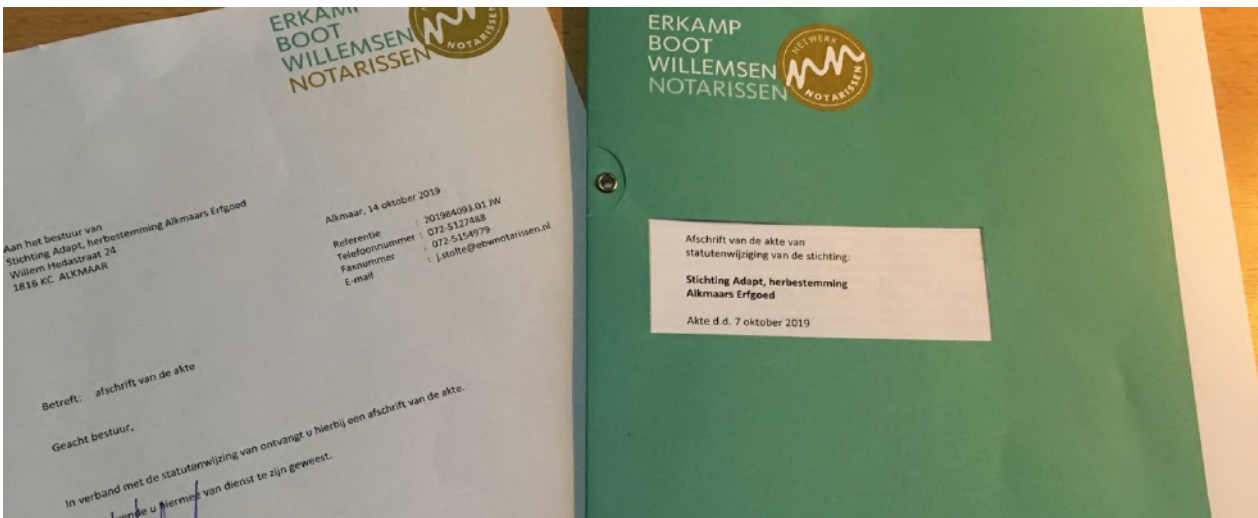 ERKAMP
BOOT
WILLEMSEN
NOTARISSEN
NOTARISSEN
Aan het bestuur van
Stichting Adapt, herbestemming Alkmaars Erfgoed
Willem Hedastraat 24
1816 KC ALKMAAR
Alkmaar, 14 oktober 2019
Referentie : 201984093.01.JW
Telefoonnummer : 072-5127488
Faxnummer : 072-5154979
E-mail : j.stolte@ebwnotarissen.nl
Betreft: afschrift van de akte
Geacht bestuur,
In verband met de statutenwijzing van ontvangt u hierbij een afschrift van de akte.
u hiermee van dienst te zijn geweest.
ERKAMP
BOOT
WILLEMSEN
NOTARISSEN
NETWERK
NOTARISSEN
Afschrift van de akte van
statutenwijziging van de stichting:
Stichting Adapt, herbestemming
Alkmaars Erfgoed
Akte d.d. 7 oktober 2019